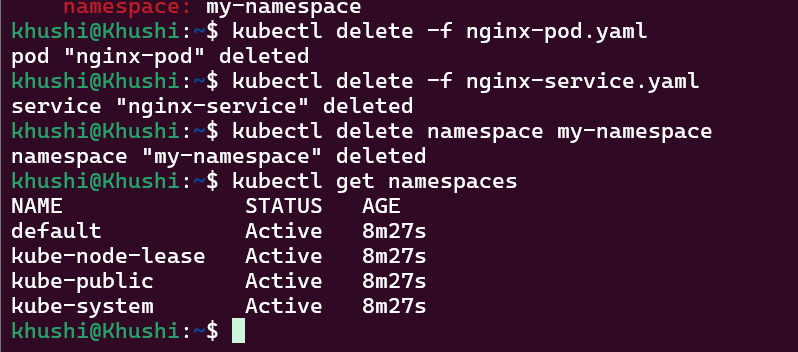 namespace: my-namespace
khushi@Khushi:~$ kubectl delete -f nginx-pod.yaml
pod "nginx-pod" deleted
khushi@Khushi:~$ kubectl delete -f nginx-service.yaml
service "nginx-service" deleted
khushi@Khushi:~$ kubectl delete namespace my-namespace
namespace "my-namespace" deleted
khushi@Khushi:~$ kubectl get namespaces
NAME              STATUS   AGE
default           Active   8m27s
kube-node-lease   Active   8m27s
kube-public       Active   8m27s
kube-system       Active   8m27s
khushi@Khushi:~$